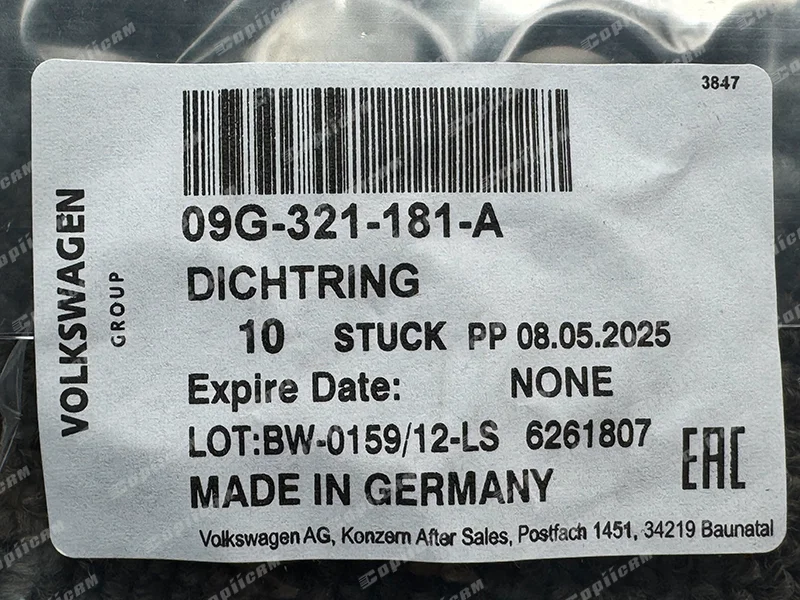 3847
09G-321-181-A
DICHTRING
10 STUCK PP 08.05.2025
Expire Date: NONE
LOT:BW-0159/12-LS 6261807
MADE IN GERMANY
EAC
Volkswagen AG, Konzern After Sales, Postfach 1451, 34219 Baunatal
VOLKSWAGEN
GROUP
CopiiCRM